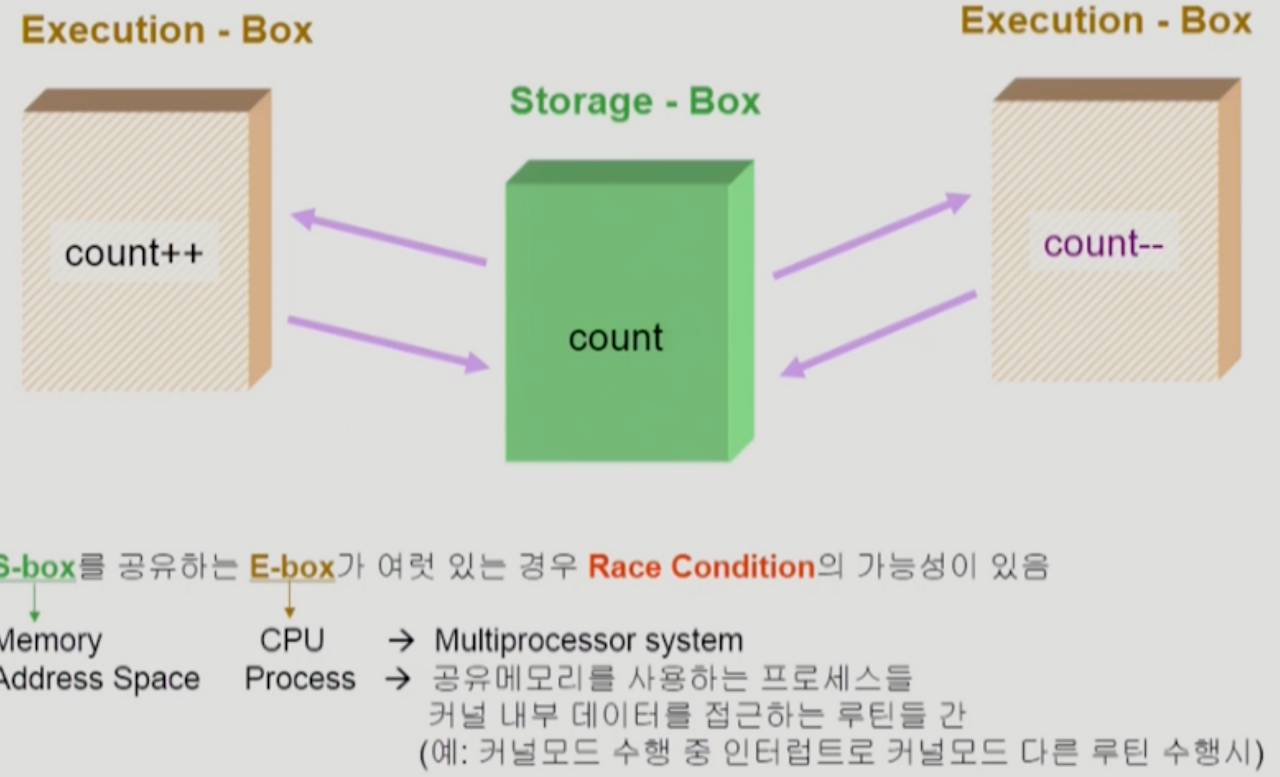 Execution - Box
Execution - Box
Storage - Box
count++
count
count--
S-box를 공유하는 E-box가 여럿 있는 경우 Race Condition의 가능성이 있음
Memory CPU → Multiprocessor system
Address Space Process → 공유메모리를 사용하는 프로세스들
커널 내부 데이터를 접근하는 루틴들 간
(예: 커널모드 수행 중 인터럽트로 커널모드 다른 루틴 수행시)